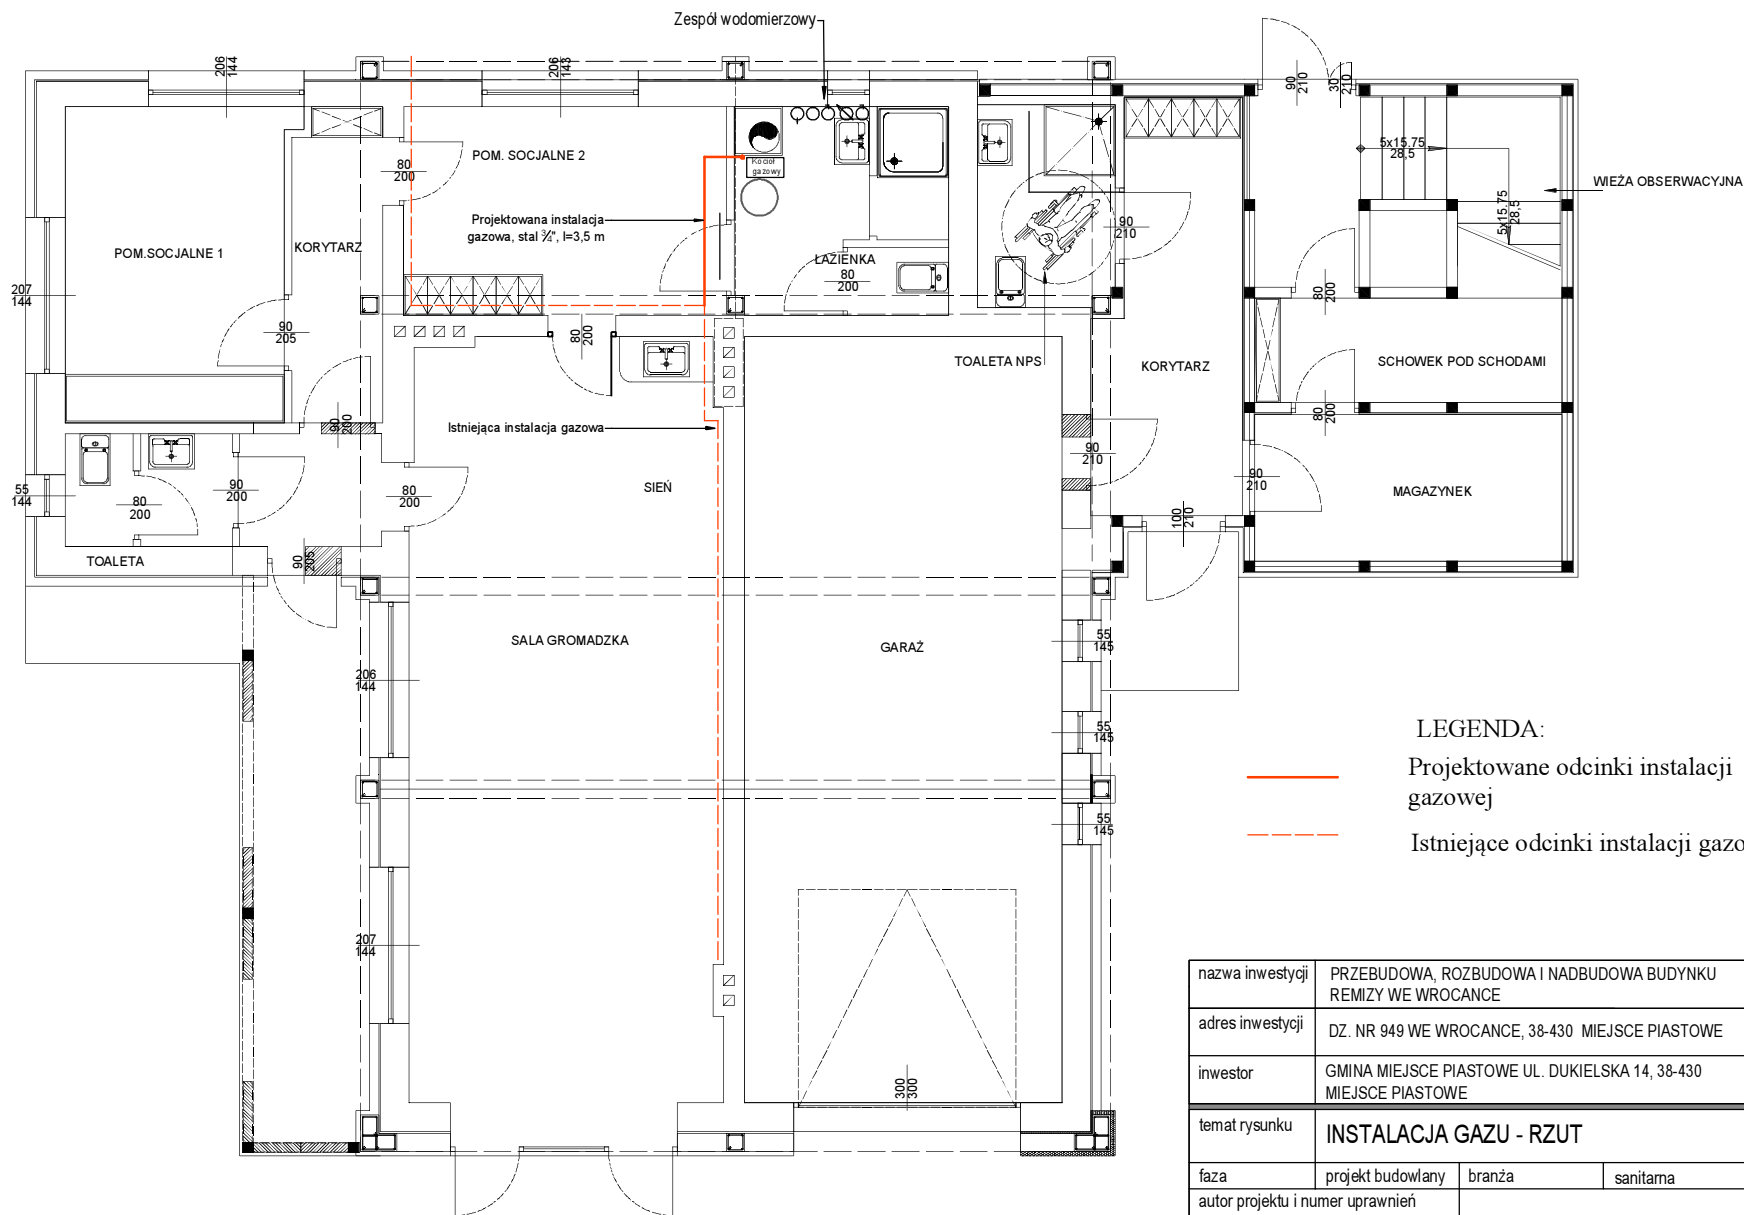 Zespół wodomierzowy
206
144
206
143
90
210
30
210
POM. SOCJALNE 2
80
200
Kocioł
gazowy
5x15.75
28,5
WIEŻA OBSERWACYJNA
5x15.75
28,5
Projektowana instalacja
gazowa, stal ¾", l=3,5 m
90
210
POM.SOCJALNE 1
KORYTARZ
ŁAZIENKA
80
200
207
144
80
200
90
205
80
200
TOALETA NPS
KORYTARZ
SCHOWEK POD SCHODAMI
80
200
90
200
Istniejąca instalacja gazowa
90
210
90
210
SIEŃ
MAGAZYNEK
55
144
80
200
90
200
80
200
100
210
TOALETA
90
205
SALA GROMADZKA
GARAŻ
55
145
206
144
55
145
LEGENDA:
Projektowane odcinki instalacji
gazowej
55
145
Istniejące odcinki instalacji gazo
207
144
300
300
nazwa inwestycji PRZEBUDOWA, ROZBUDOWA I NADBUDOWA BUDYNKU
REMIZY WE WROCANCE
adres inwestycji DZ. NR 949 WE WROCANCE, 38-430 MIEJSCE PIASTOWE
inwestor GMINA MIEJSCE PIASTOWE UL. DUKIELSKA 14, 38-430
MIEJSCE PIASTOWE
temat rysunku INSTALACJA GAZU - RZUT
faza projekt budowlany branża sanitarna
autor projektu i numer uprawnień